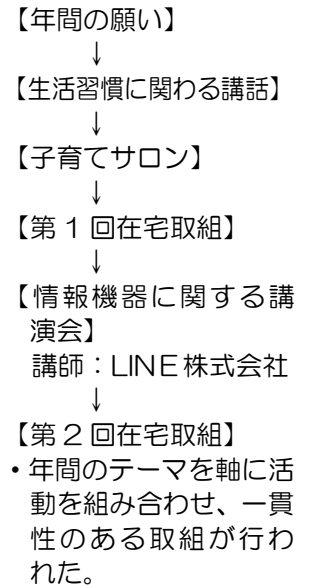 【年間の願い】
↓
【生活習慣に関わる講話】
↓
【子育てサロン】
↓
【第1回在宅取組】
↓
【情報機器に関する講
演会】
講師：LINE株式会社
↓
【第2回在宅取組】
・年間のテーマを軸に活
動を組み合わせ、一貫
性のある取組が行わ
れた。